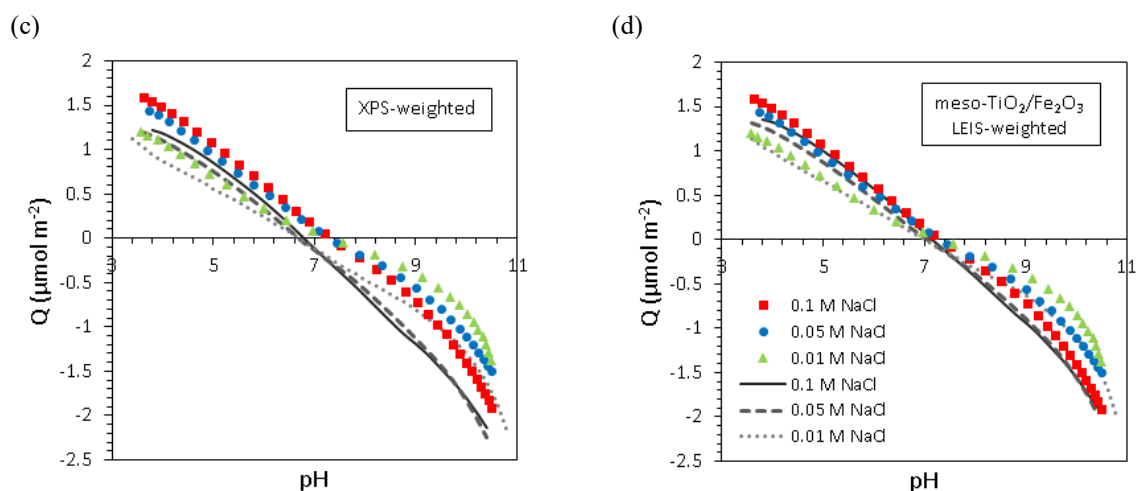 (c)
2
1.5
1
0.5
0
-0.5
-1
-1.5
-2
-2.5
3
5
7
9
11
Q (μmol m⁻²)
pH
XPS-weighted
(d)
2
1.5
1
0.5
0
-0.5
-1
-1.5
-2
-2.5
3
5
7
9
11
Q (μmol m⁻²)
pH
meso-TiO₂/Fe₂O₃
LEIS-weighted
0.1 M NaCl
0.05 M NaCl
0.01 M NaCl
0.1 M NaCl
0.05 M NaCl
0.01 M NaCl